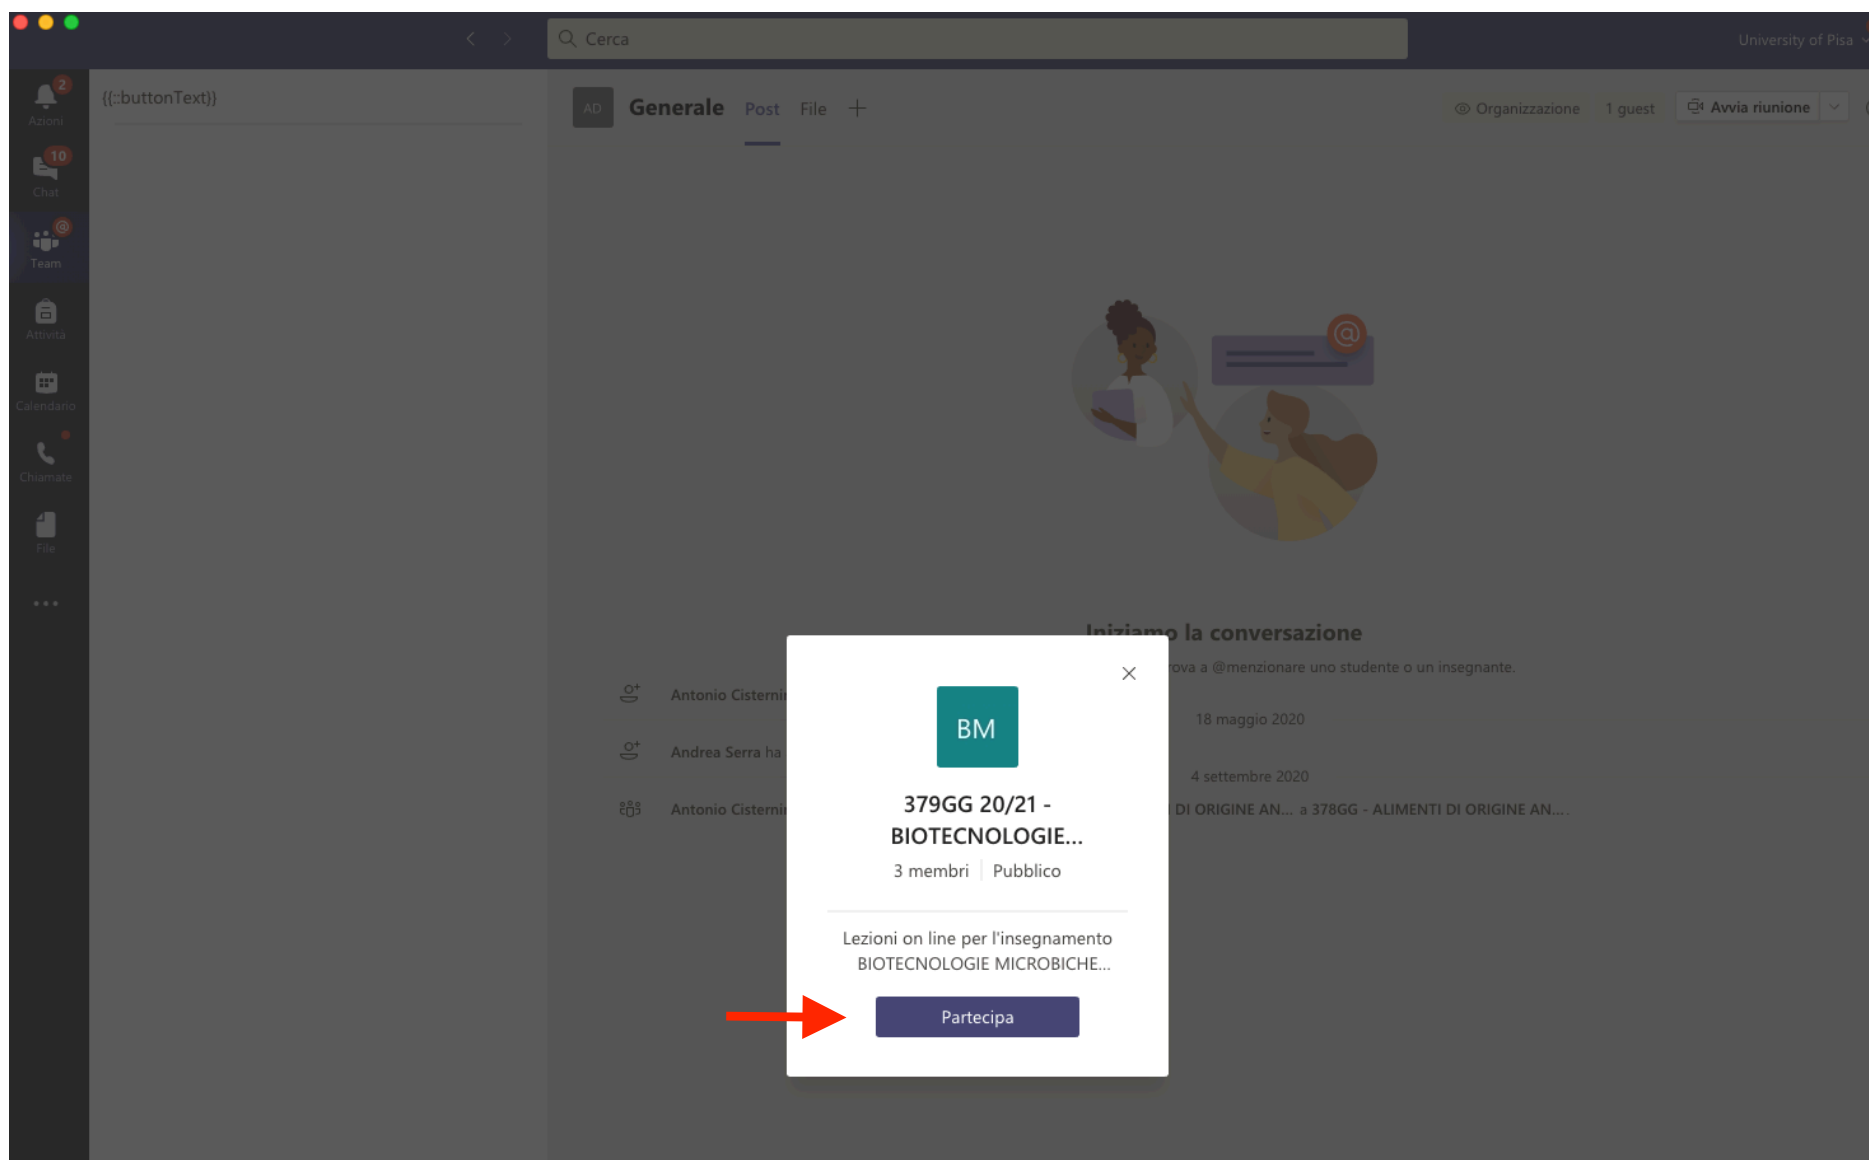 Cerca
University of Pisa
2
Azioni
10
Chat
@
Team
Attività
Calendario
Chiamate
File
{{::buttonText}}
AD
Generale
Post
File
Organizzazione
1 guest
Avvia riunione
@
Iniziamo la conversazione
a @menzionare uno studente o un insegnante.
Antonio
18 maggio 2020
Andrea Serra ha
4 settembre 2020
Antonio
DI ORIGINE AN... a 378GG - ALIMENTI DI ORIGINE AN....
BM
379GG 20/21 -
BIOTECNOLOGIE...
3 membri
Pubblico
Lezioni on line per l'insegnamento
BIOTECNOLOGIE MICROBICHE...
Partecipa